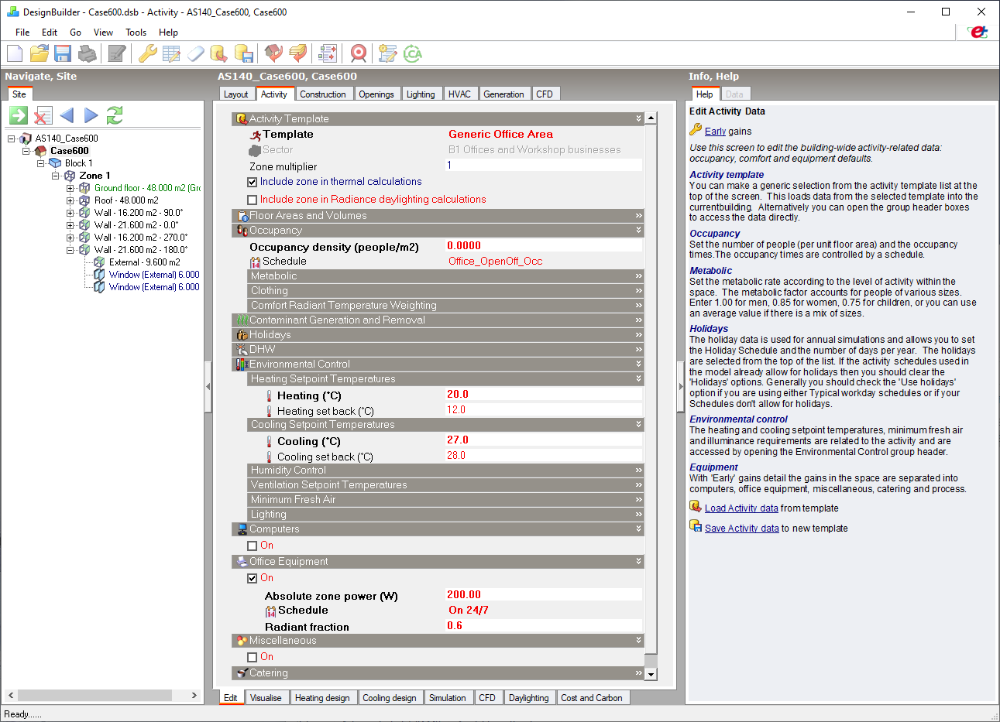 DesignBuilder - Case600.dsb - Activity - AS140_Case600, Case600
File Edit Go View Tools Help
LCA
Navigate, Site
Site
AS140_Case600
Case600
Block 1
Zone 1
Ground floor - 48.000 m2 (Gro
Roof - 48.000 m2
Wall - 16.200 m2 - 90.0°
Wall - 21.600 m2 - 0.0°
Wall - 16.200 m2 - 270.0°
Wall - 21.600 m2 - 180.0°
External - 9.600 m2
Window (External) 6.000
Window (External) 6.000
AS140_Case600, Case600
Layout Activity Construction Openings Lighting HVAC Generation CFD
Activity Template
Template Generic Office Area
Sector B1 Offices and Workshop businesses
Zone multiplier 1
Include zone in thermal calculations
Include zone in Radiance daylighting calculations
Floor Areas and Volumes
Occupancy
Occupancy density (people/m2) 0.0000
Schedule Office_OpenOff_Occ
Metabolic
Clothing
Comfort Radiant Temperature Weighting
Contaminant Generation and Removal
Holidays
DHW
Environmental Control
Heating Setpoint Temperatures
Heating (°C) 20.0
Heating set back (°C) 12.0
Cooling Setpoint Temperatures
Cooling (°C) 27.0
Cooling set back (°C) 28.0
Humidity Control
Ventilation Setpoint Temperatures
Minimum Fresh Air
Lighting
Computers
On
Office Equipment
On
Absolute zone power (W) 200.00
Schedule On 24/7
Radiant fraction 0.6
Miscellaneous
On
Catering
Edit Visualise Heating design Cooling design Simulation CFD Daylighting Cost and Carbon
Info, Help
Help Data
Edit Activity Data
Early gains
Use this screen to edit the building-wide activity-related data:
occupancy, comfort and equipment defaults.
Activity template
You can make a generic selection from the activity template list at the
top of the screen. This loads data from the selected template into the
currentbuilding. Alternatively you can open the group header boxes
to access the data directly.
Occupancy
Set the number of people (per unit floor area) and the occupancy
times.The occupancy times are controlled by a schedule.
Metabolic
Set the metabolic rate according to the level of activity within the
space. The metabolic factor accounts for people of various sizes.
Enter 1.00 for men, 0.85 for women, 0.75 for children, or you can use
an average value if there is a mix of sizes.
Holidays
The holiday data is used for annual simulations and allows you to set
the Holiday Schedule and the number of days per year. The holidays
are selected from the top of the list. If the activity schedules used in
the model already allow for holidays then you should clear the
'Holidays' options. Generally you should check the 'Use holidays'
option if you are using either Typical workday schedules or if your
Schedules don't allow for holidays.
Environmental control
The heating and cooling setpoint temperatures, minimum fresh air
and illuminance requirements are related to the activity and are
accessed by opening the Environmental Control group header.
Equipment
With 'Early' gains detail the gains in the space are separated into
computers, office equipment, miscellaneous, catering and process.
Load Activity data from template
Save Activity data to new template
Ready......